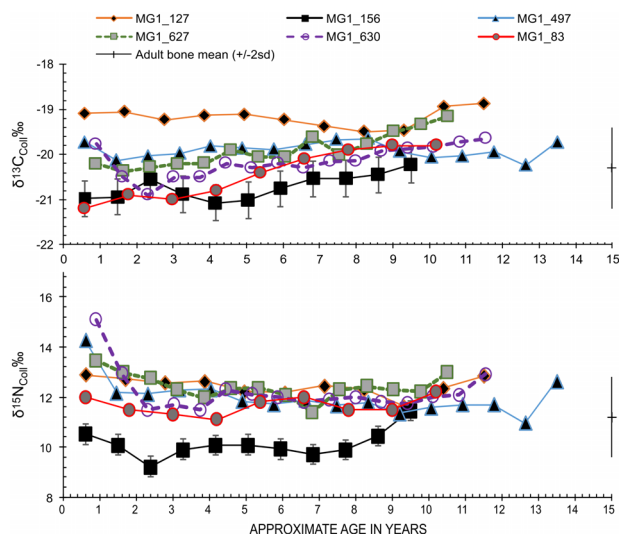 MG1_127 MG1_156 MG1_497
MG1_627 MG1_630 MG1_83
Adult bone mean (+/-2sd)
-18
-19
-20
-21
-22
δ13CColl‰
0 1 2 3 4 5 6 7 8 9 10 11 12 13 14 15
16
14
12
10
8
δ15NColl‰
0 1 2 3 4 5 6 7 8 9 10 11 12 13 14 15
APPROXIMATE AGE IN YEARS